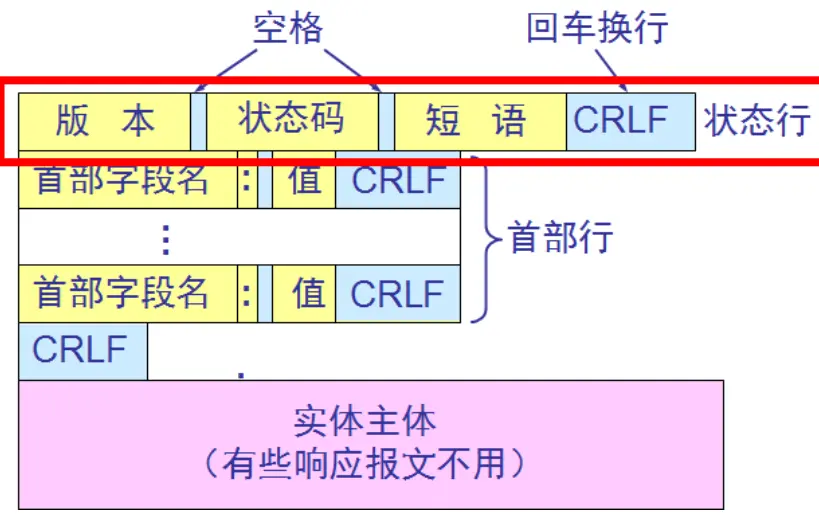 空格 回车换行
版 本 状态码 短 语 CRLF 状态行
首部字段名 : 值 CRLF
⋮ 首部行
首部字段名 : 值 CRLF
CRLF
实体主体
（有些响应报文不用）